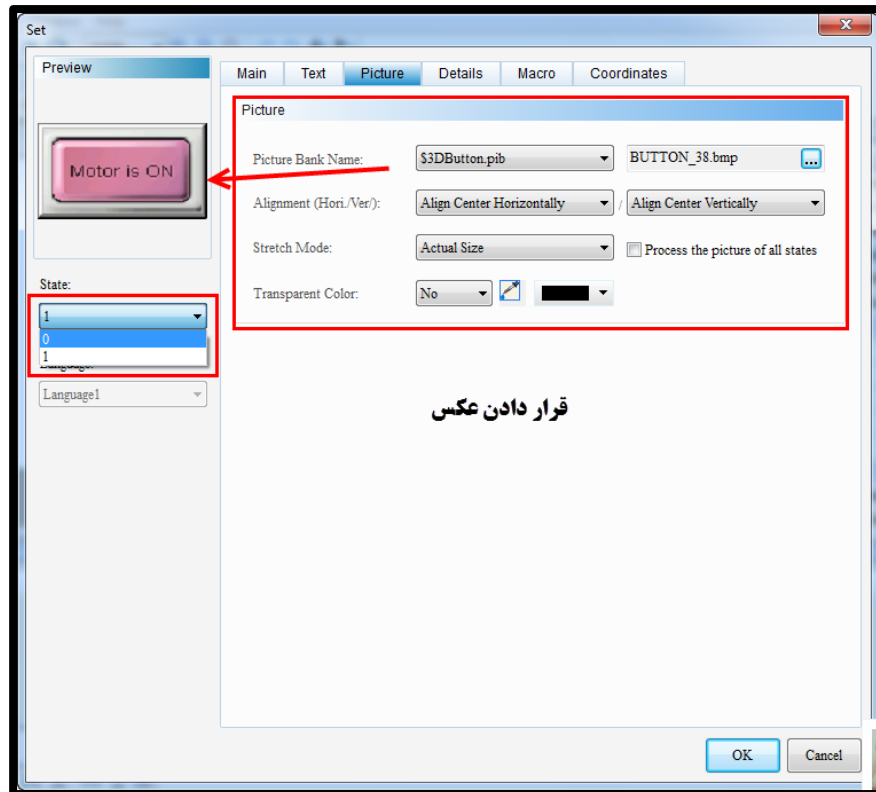 Set
Preview
Motor is ON
State:
1
0
1
Language:
Language1
Main Text Picture Details Macro Coordinates
Picture
Picture Bank Name: $3DButton.pib BUTTON_38.bmp ...
Alignment (Hori./Ver/): Align Center Horizontally / Align Center Vertically
Stretch Mode: Actual Size Process the picture of all states
Transparent Color: No
قرار دادن عکس
OK Cancel